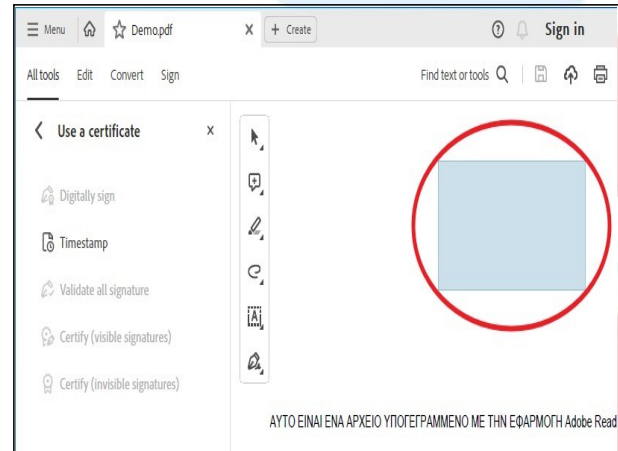 Menu Demo.pdf X + Create Sign in
All tools Edit Convert Sign Find text or tools
Use a certificate X
Digitally sign
Timestamp
Validate all signature
Certify (visible signatures)
Certify (invisible signatures)
ΑΥΤΟ ΕΙΝΑΙ ΕΝΑ ΑΡΧΕΙΟ ΥΠΟΓΕΓΡΑΜΜΕΝΟ ΜΕ ΤΗΝ ΕΦΑΡΜΟΓΗ Adobe Read